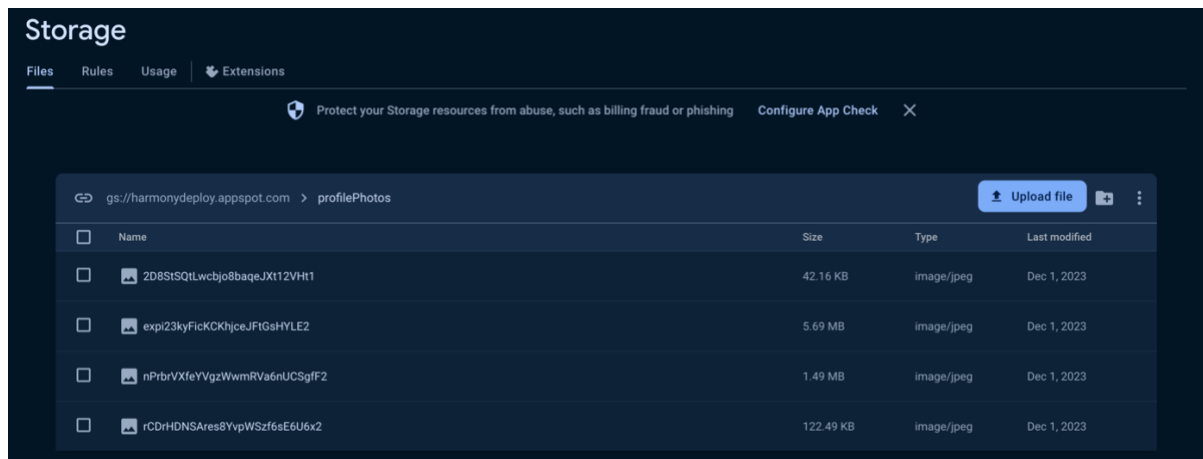 Storage
Files Rules Usage Extensions
Protect your Storage resources from abuse, such as billing fraud or phishing Configure App Check
gs://harmonydeploy.appspot.com > profilePhotos Upload file
Name Size Type Last modified
2D8StSQtLwcbjo8baqeJXt12VHt1 42.16 KB image/jpeg Dec 1, 2023
expi23kyFicKCKhjceJFtGsHYLE2 5.69 MB image/jpeg Dec 1, 2023
nPrbrVXfeYVgzWwmRVa6nUCSgfF2 1.49 MB image/jpeg Dec 1, 2023
rCDrHDNSAres8YvpWSzf6sE6U6x2 122.49 KB image/jpeg Dec 1, 2023